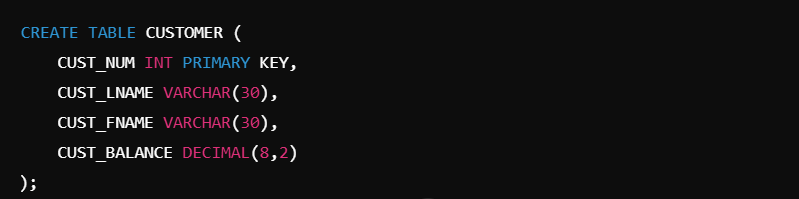 CREATE TABLE CUSTOMER (
    CUST_NUM INT PRIMARY KEY,
    CUST_LNAME VARCHAR(30),
    CUST_FNAME VARCHAR(30),
    CUST_BALANCE DECIMAL(8,2)
);